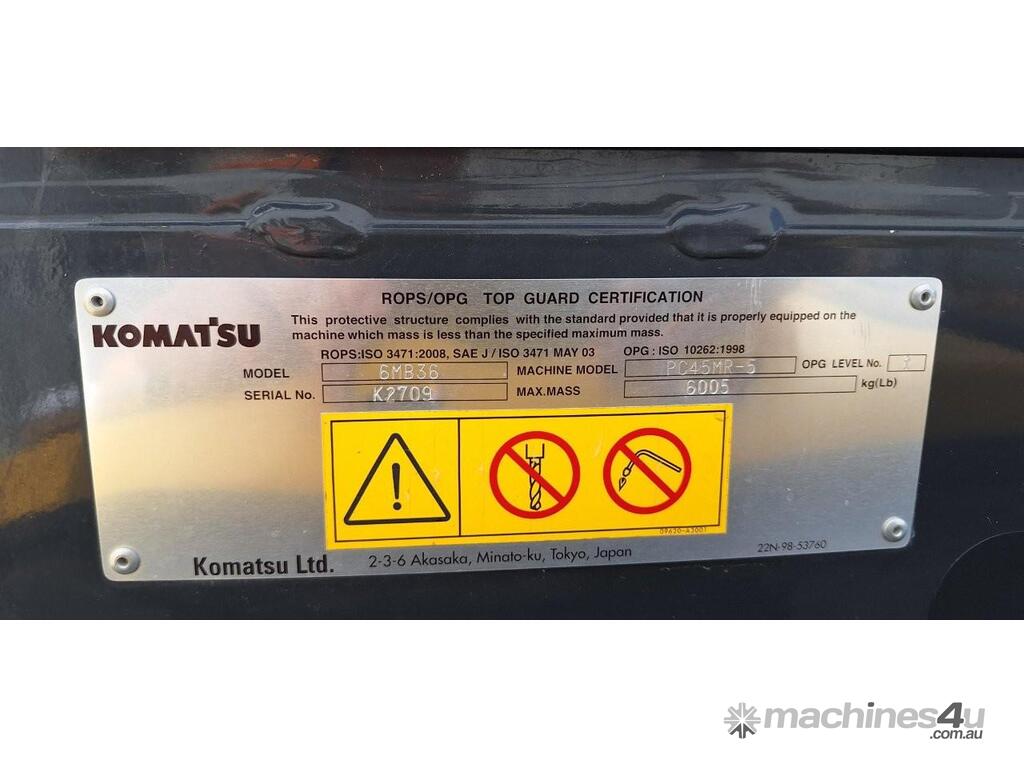 ROPS/OPG TOP GUARD CERTIFICATION
KOMATSU
This protective structure complies with the standard provided that it is properly equipped on the
machine which mass is less than the specified maximum mass.
ROPS:ISO 3471:2008, SAE J / ISO 3471 MAY 03 OPG : ISO 10262:1998
MODEL 6MB36 MACHINE MODEL PC45MR-5 OPG LEVEL No.
SERIAL No. K2709 MAX.MASS 6005 kg(Lb)
09620-A2001
Komatsu Ltd. 2-3-6 Akasaka, Minato-ku, Tokyo, Japan 22N-98-53760
machines4u
.com.au